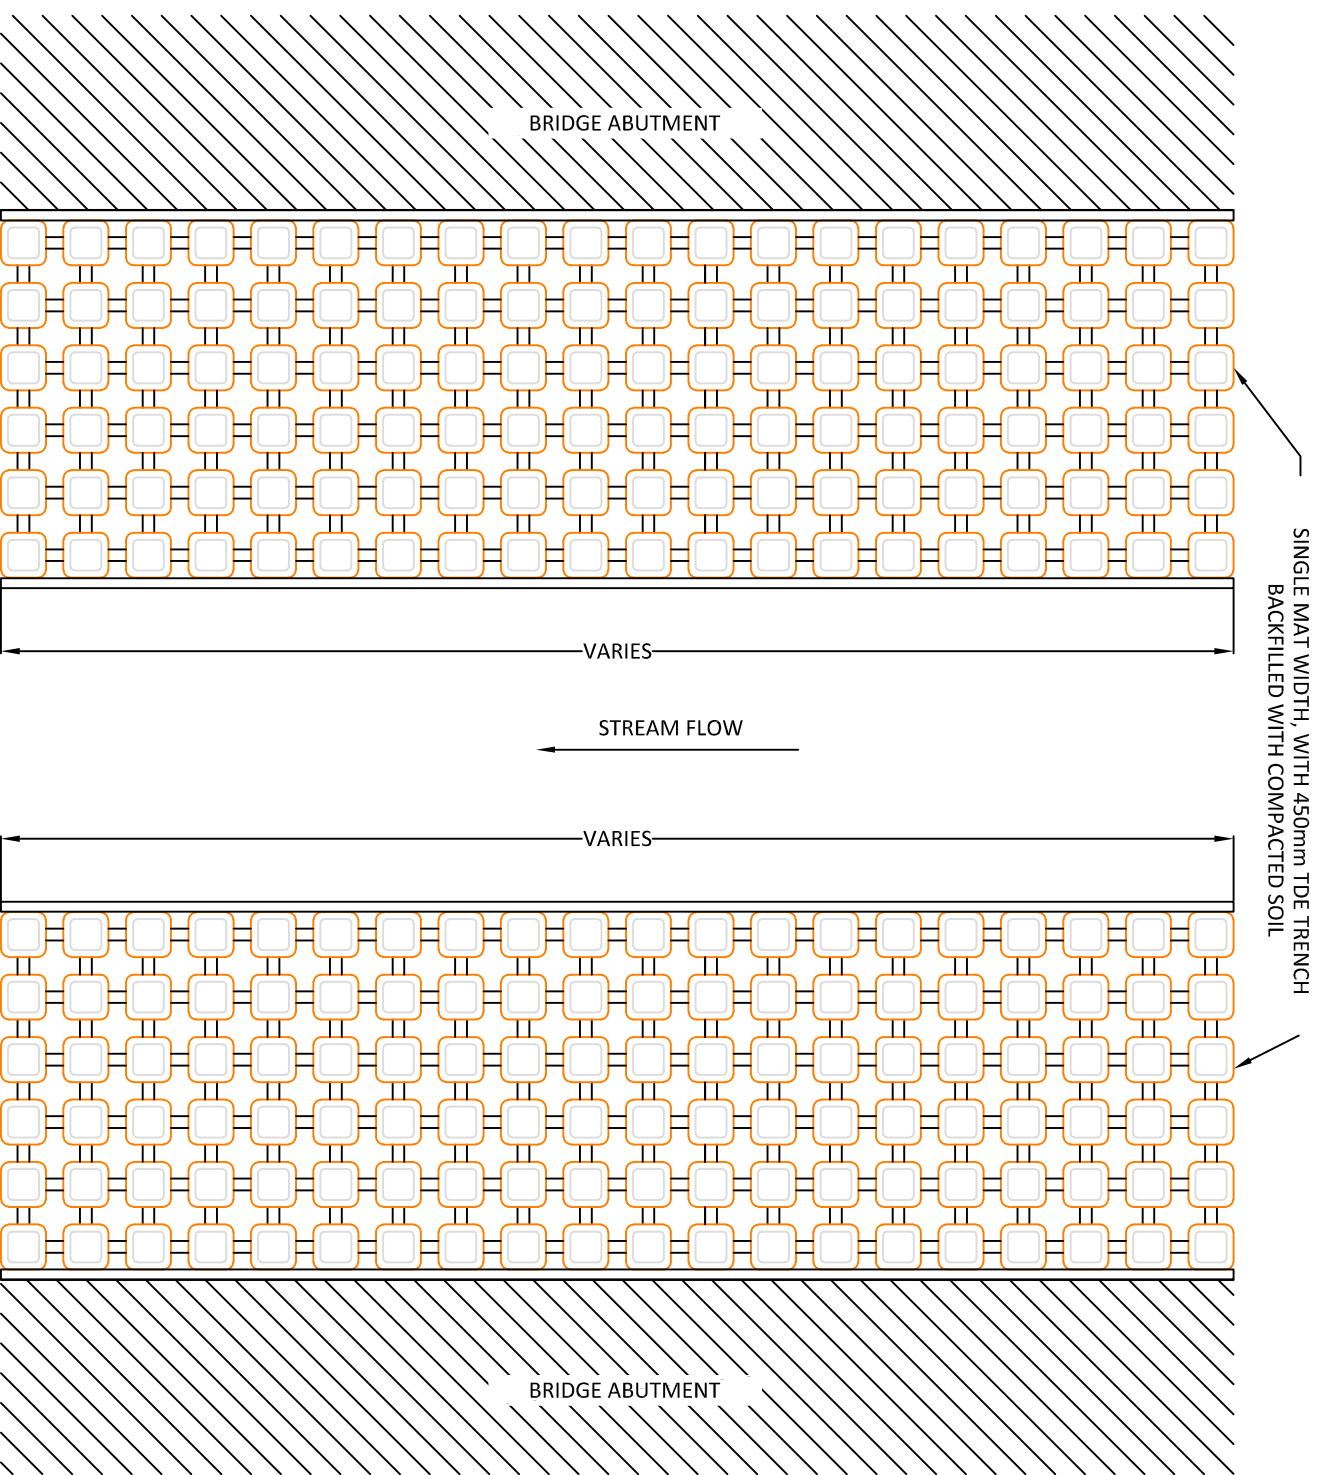 BRIDGE ABUTMENT
VARIES
STREAM FLOW
VARIES
SINGLE MAT WIDTH, WITH 450mm TDE TRENCH
BACKFILLED WITH COMPACTED SOIL
BRIDGE ABUTMENT